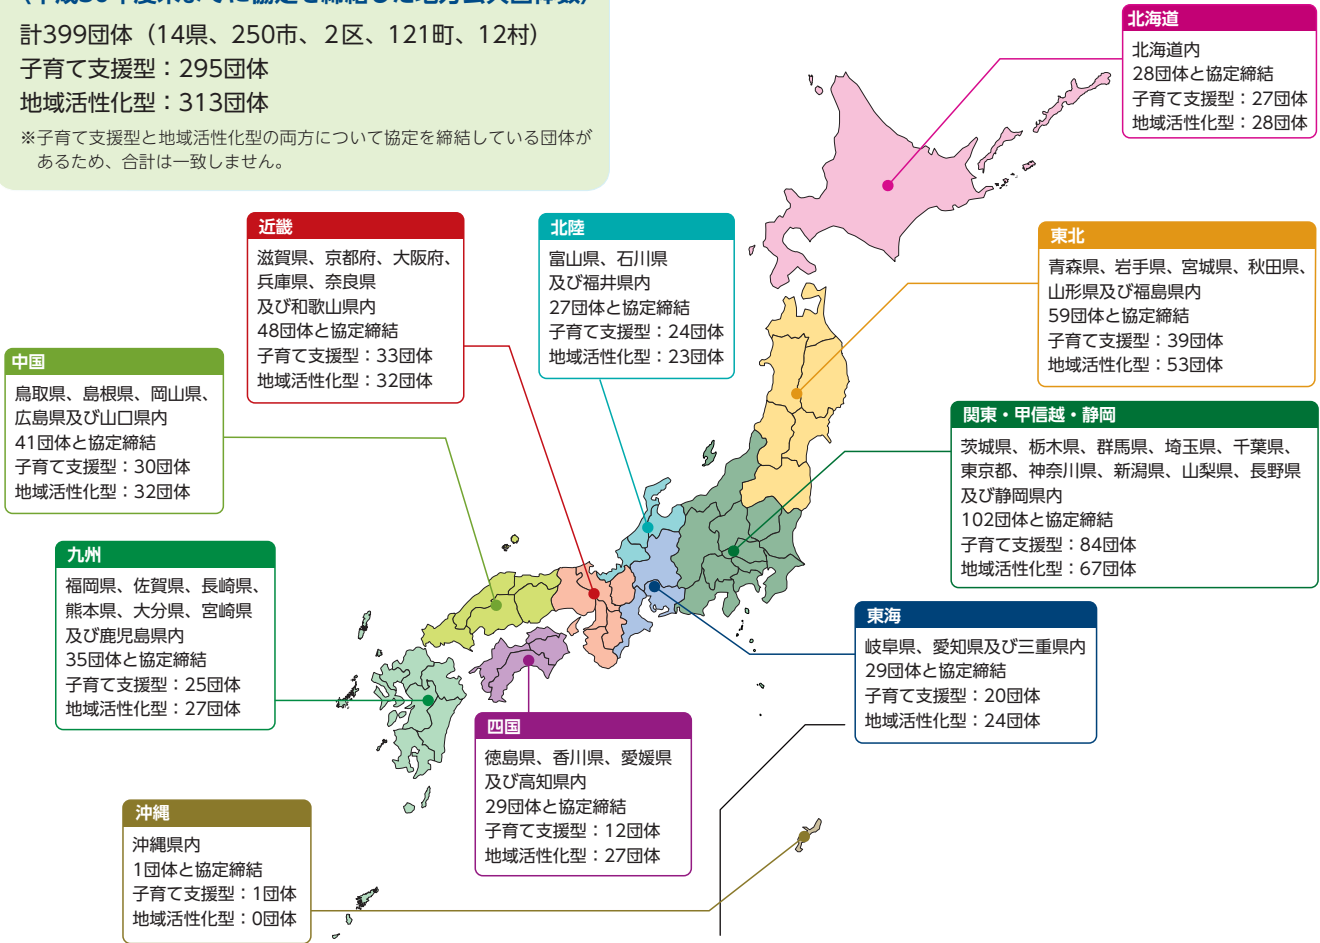 計399団体（14県、250市、2区、121町、12村）
子育て支援型：295団体
地域活性化型：313団体
※子育て支援型と地域活性化型の両方について協定を締結している団体が
あるため、合計は一致しません。
北海道
北海道内
28団体と協定締結
子育て支援型：27団体
地域活性化型：28団体
近畿
滋賀県、京都府、大阪府、
兵庫県、奈良県
及び和歌山県内
48団体と協定締結
子育て支援型：33団体
地域活性化型：32団体
北陸
富山県、石川県
及び福井県内
27団体と協定締結
子育て支援型：24団体
地域活性化型：23団体
東北
青森県、岩手県、宮城県、秋田県、
山形県及び福島県内
59団体と協定締結
子育て支援型：39団体
地域活性化型：53団体
中国
鳥取県、島根県、岡山県、
広島県及び山口県内
41団体と協定締結
子育て支援型：30団体
地域活性化型：32団体
関東・甲信越・静岡
茨城県、栃木県、群馬県、埼玉県、千葉県、
東京都、神奈川県、新潟県、山梨県、長野県
及び静岡県内
102団体と協定締結
子育て支援型：84団体
地域活性化型：67団体
九州
福岡県、佐賀県、長崎県、
熊本県、大分県、宮崎県
及び鹿児島県内
35団体と協定締結
子育て支援型：25団体
地域活性化型：27団体
東海
岐阜県、愛知県及び三重県内
29団体と協定締結
子育て支援型：20団体
地域活性化型：24団体
四国
徳島県、香川県、愛媛県
及び高知県内
29団体と協定締結
子育て支援型：12団体
地域活性化型：27団体
沖縄
沖縄県内
1団体と協定締結
子育て支援型：1団体
地域活性化型：0団体